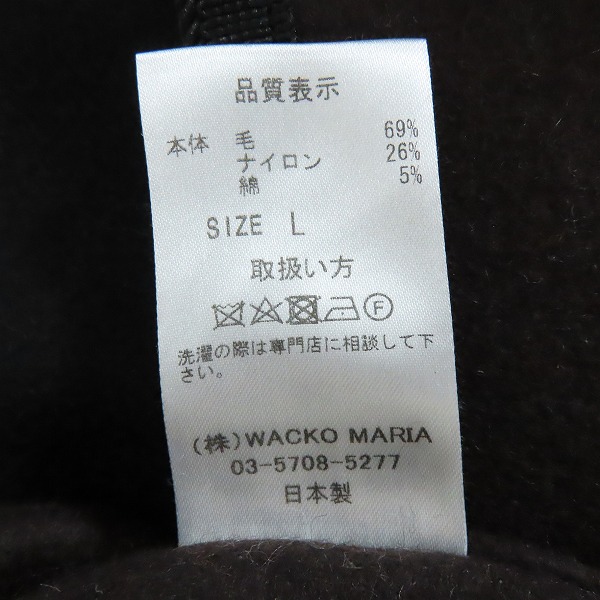 品質表示
本体 毛 69%
ナイロン 26%
綿 5%
SIZE L
取扱い方
F
洗濯の際は専門店に相談して下
さい。
(株)WACKO MARIA
03-5708-5277
日本製